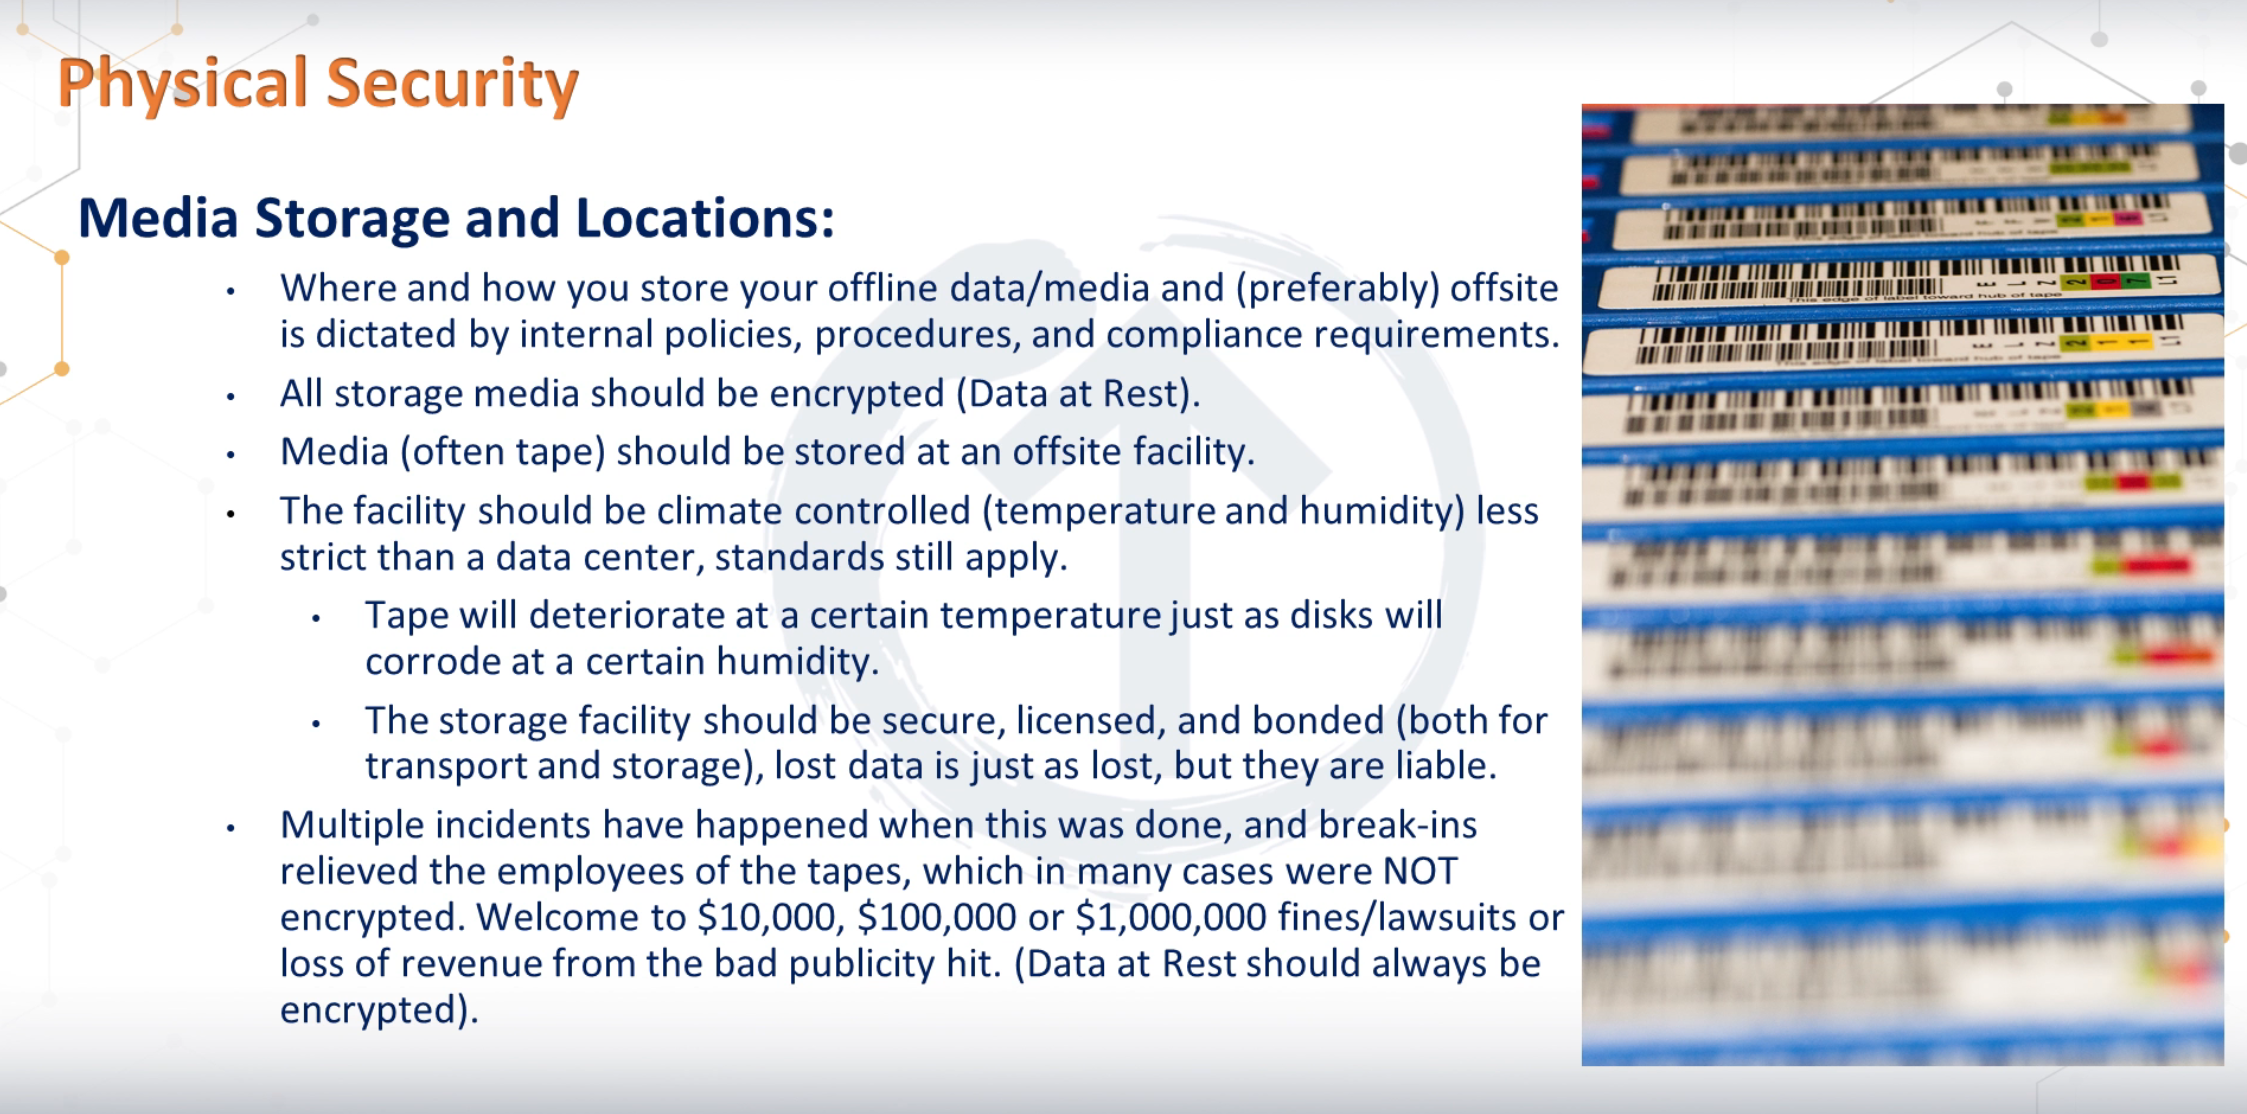 Physical Security
Media Storage and Locations:
• Where and how you store your offline data/media and (preferably) offsite
is dictated by internal policies, procedures, and compliance requirements.
• All storage media should be encrypted (Data at Rest).
• Media (often tape) should be stored at an offsite facility.
• The facility should be climate controlled (temperature and humidity) less
strict than a data center, standards still apply.
• Tape will deteriorate at a certain temperature just as disks will
corrode at a certain humidity.
• The storage facility should be secure, licensed, and bonded (both for
transport and storage), lost data is just as lost, but they are liable.
• Multiple incidents have happened when this was done, and break-ins
relieved the employees of the tapes, which in many cases were NOT
encrypted. Welcome to $10,000, $100,000 or $1,000,000 fines/lawsuits or
loss of revenue from the bad publicity hit. (Data at Rest should always be
encrypted).
This edge of label toward hub of tape
E L Z 2 0 7 L1
E L Z 2 1 1 L1